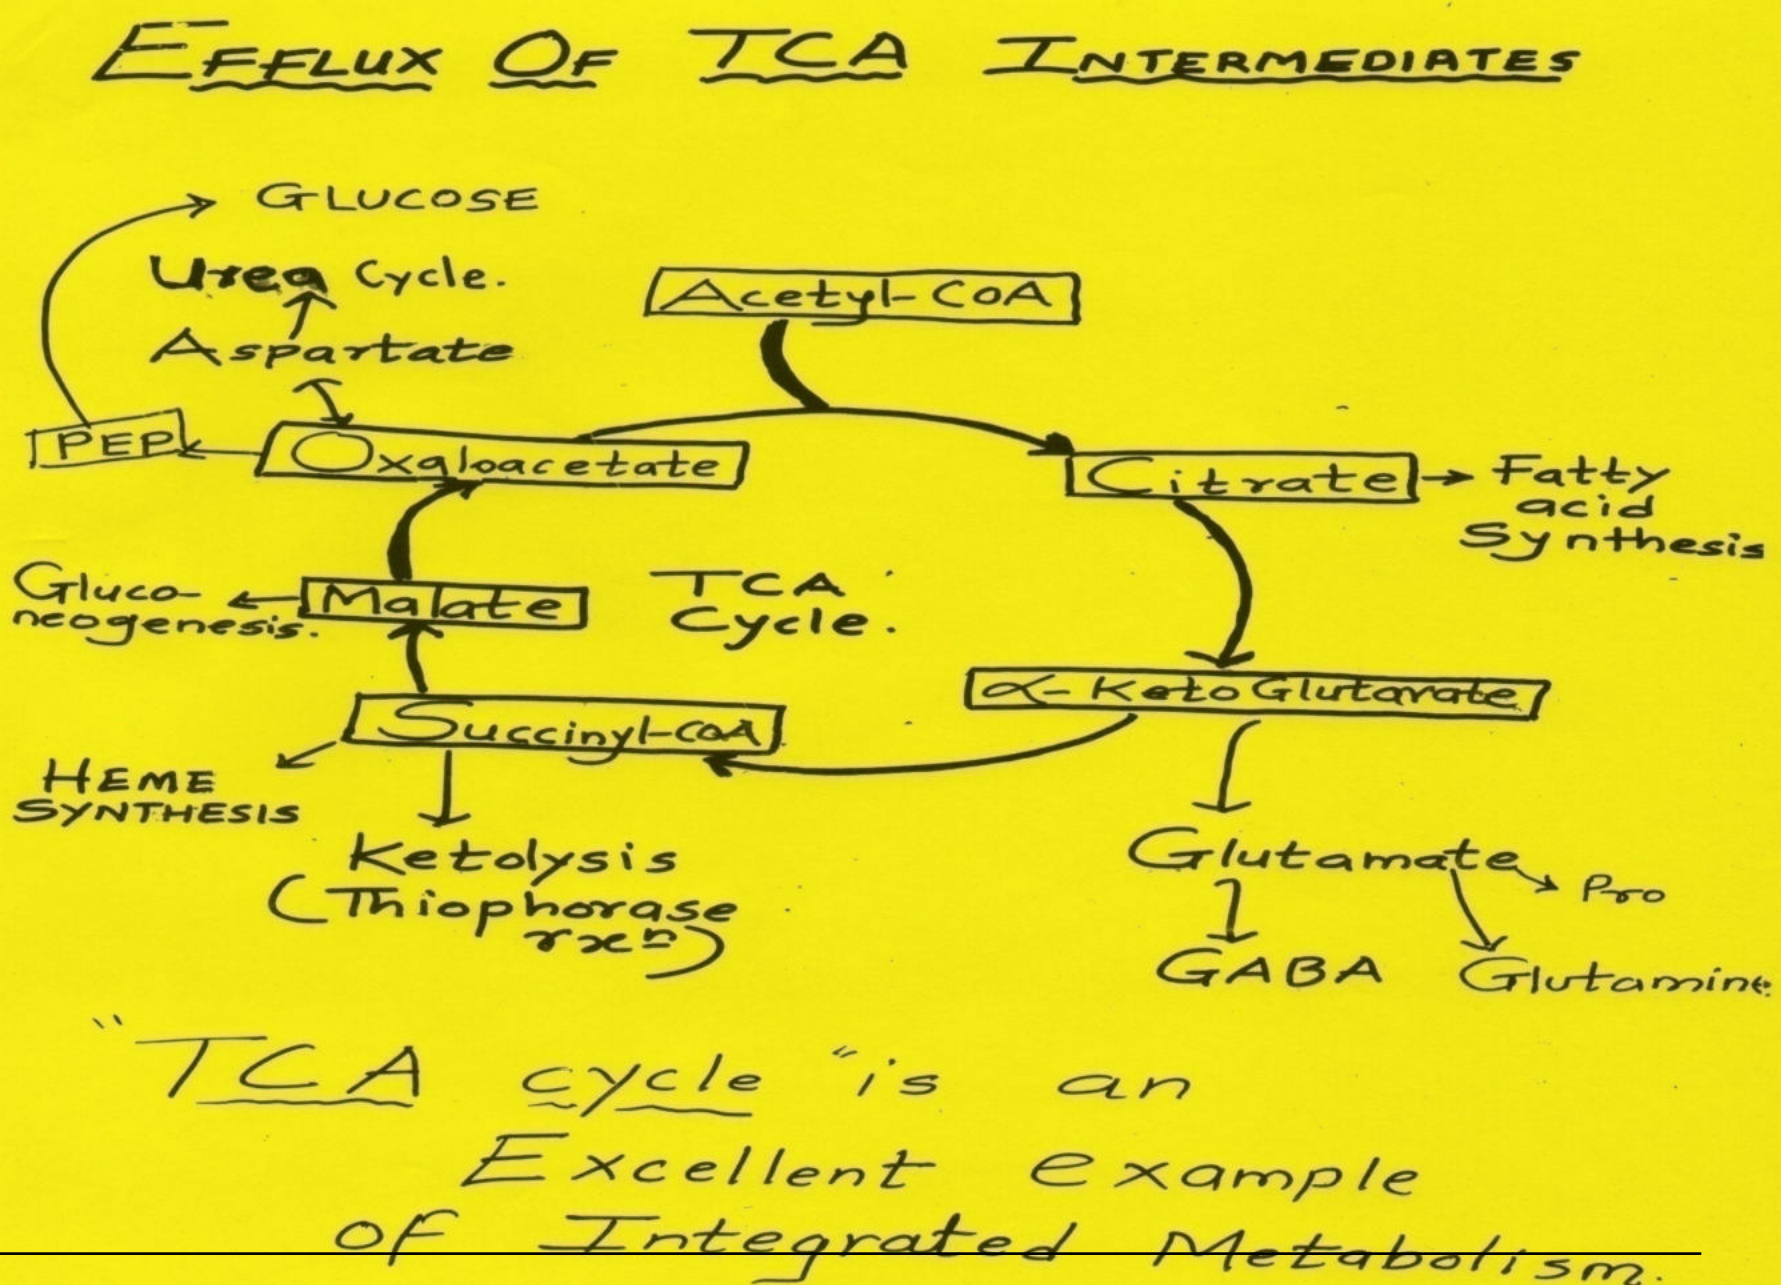 EFFLUX OF TCA INTERMEDIATES
GLUCOSE
Urea Cycle.
Aspartate
Acetyl-CoA
PEP
Oxaloacetate
Citrate
Fatty
acid
Synthesis
Gluco-
neogenesis.
Malate
TCA
Cycle.
α-KetoGlutarate
Succinyl-CoA
HEME
SYNTHESIS
Ketolysis
(Thiophorase
rxn)
Glutamate
Pro
GABA
Glutamine
"TCA cycle" is an
Excellent example
of Integrated Metabolism.